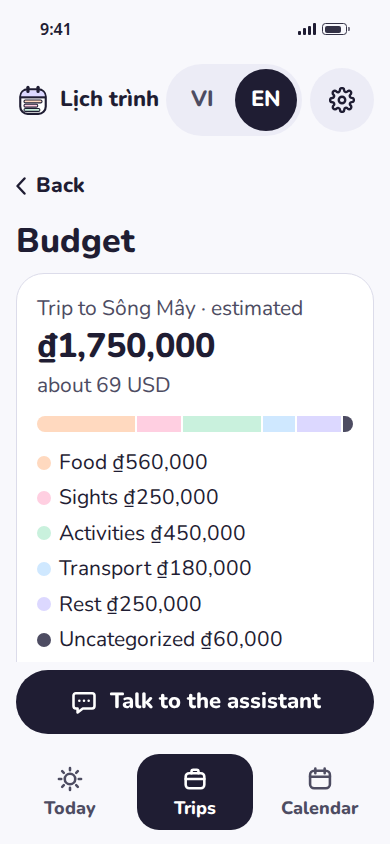 9:41
Lịch trình
VI
EN
Back
Budget
Trip to Sông Mây · estimated
₫1,750,000
about 69 USD
Food ₫560,000
Sights ₫250,000
Activities ₫450,000
Transport ₫180,000
Rest ₫250,000
Uncategorized ₫60,000
Talk to the assistant
Today
Trips
Calendar